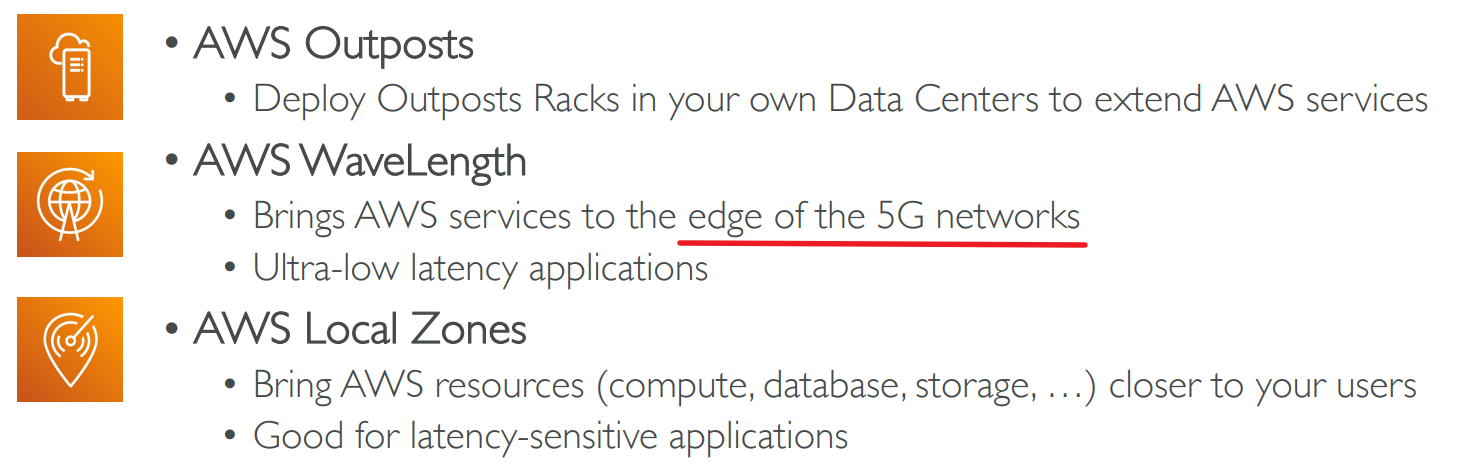 • AWS Outposts
• Deploy Outposts Racks in your own Data Centers to extend AWS services
• AWS WaveLength
• Brings AWS services to the edge of the 5G networks
• Ultra-low latency applications
• AWS Local Zones
• Bring AWS resources (compute, database, storage, …) closer to your users
• Good for latency-sensitive applications